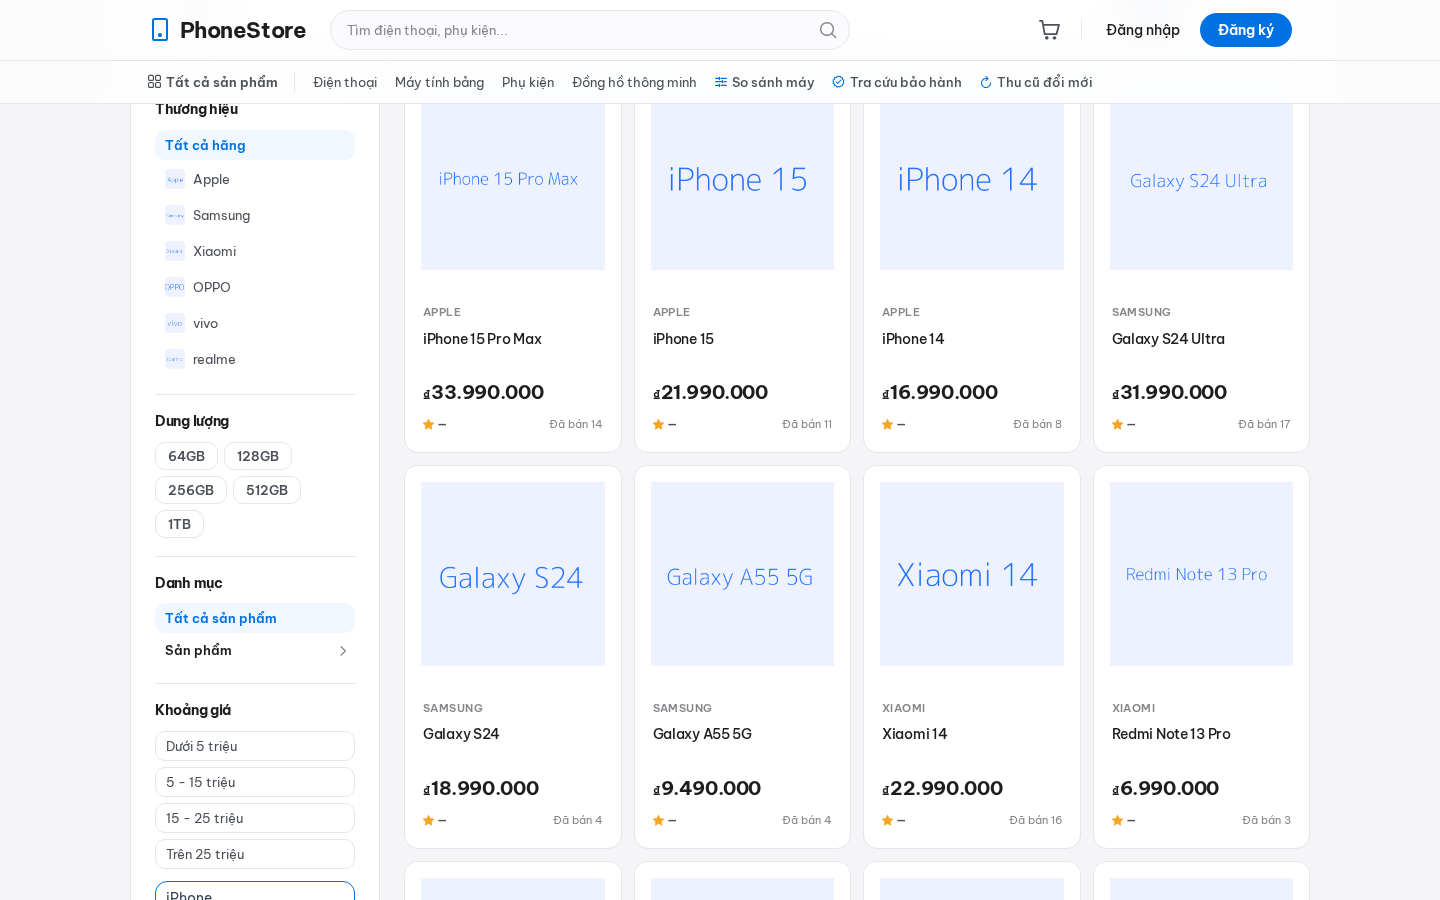 PhoneStore
Tìm điện thoại, phụ kiện...
Đăng nhập
Đăng ký
Tất cả sản phẩm
Điện thoại
Máy tính bảng
Phụ kiện
Đồng hồ thông minh
So sánh máy
Tra cứu bảo hành
Thu cũ đổi mới
Thương hiệu
Tất cả hãng
Apple
Apple
Samsung
Xiaomi
Xiaomi
OPPO
OPPO
vivo
vivo
realme
Dung lượng
64GB
128GB
256GB
512GB
1TB
Danh mục
Tất cả sản phẩm
Sản phẩm
Khoảng giá
Dưới 5 triệu
5 - 15 triệu
15 - 25 triệu
Trên 25 triệu
iPhone
iPhone 15 Pro Max
APPLE
iPhone 15 Pro Max
₫33.990.000
– Đã bán 14
iPhone 15
APPLE
iPhone 15
₫21.990.000
– Đã bán 11
iPhone 14
APPLE
iPhone 14
₫16.990.000
– Đã bán 8
Galaxy S24 Ultra
SAMSUNG
Galaxy S24 Ultra
₫31.990.000
– Đã bán 17
Galaxy S24
SAMSUNG
Galaxy S24
₫18.990.000
– Đã bán 4
Galaxy A55 5G
SAMSUNG
Galaxy A55 5G
₫9.490.000
– Đã bán 4
Xiaomi 14
XIAOMI
Xiaomi 14
₫22.990.000
– Đã bán 16
Redmi Note 13 Pro
XIAOMI
Redmi Note 13 Pro
₫6.990.000
– Đã bán 3